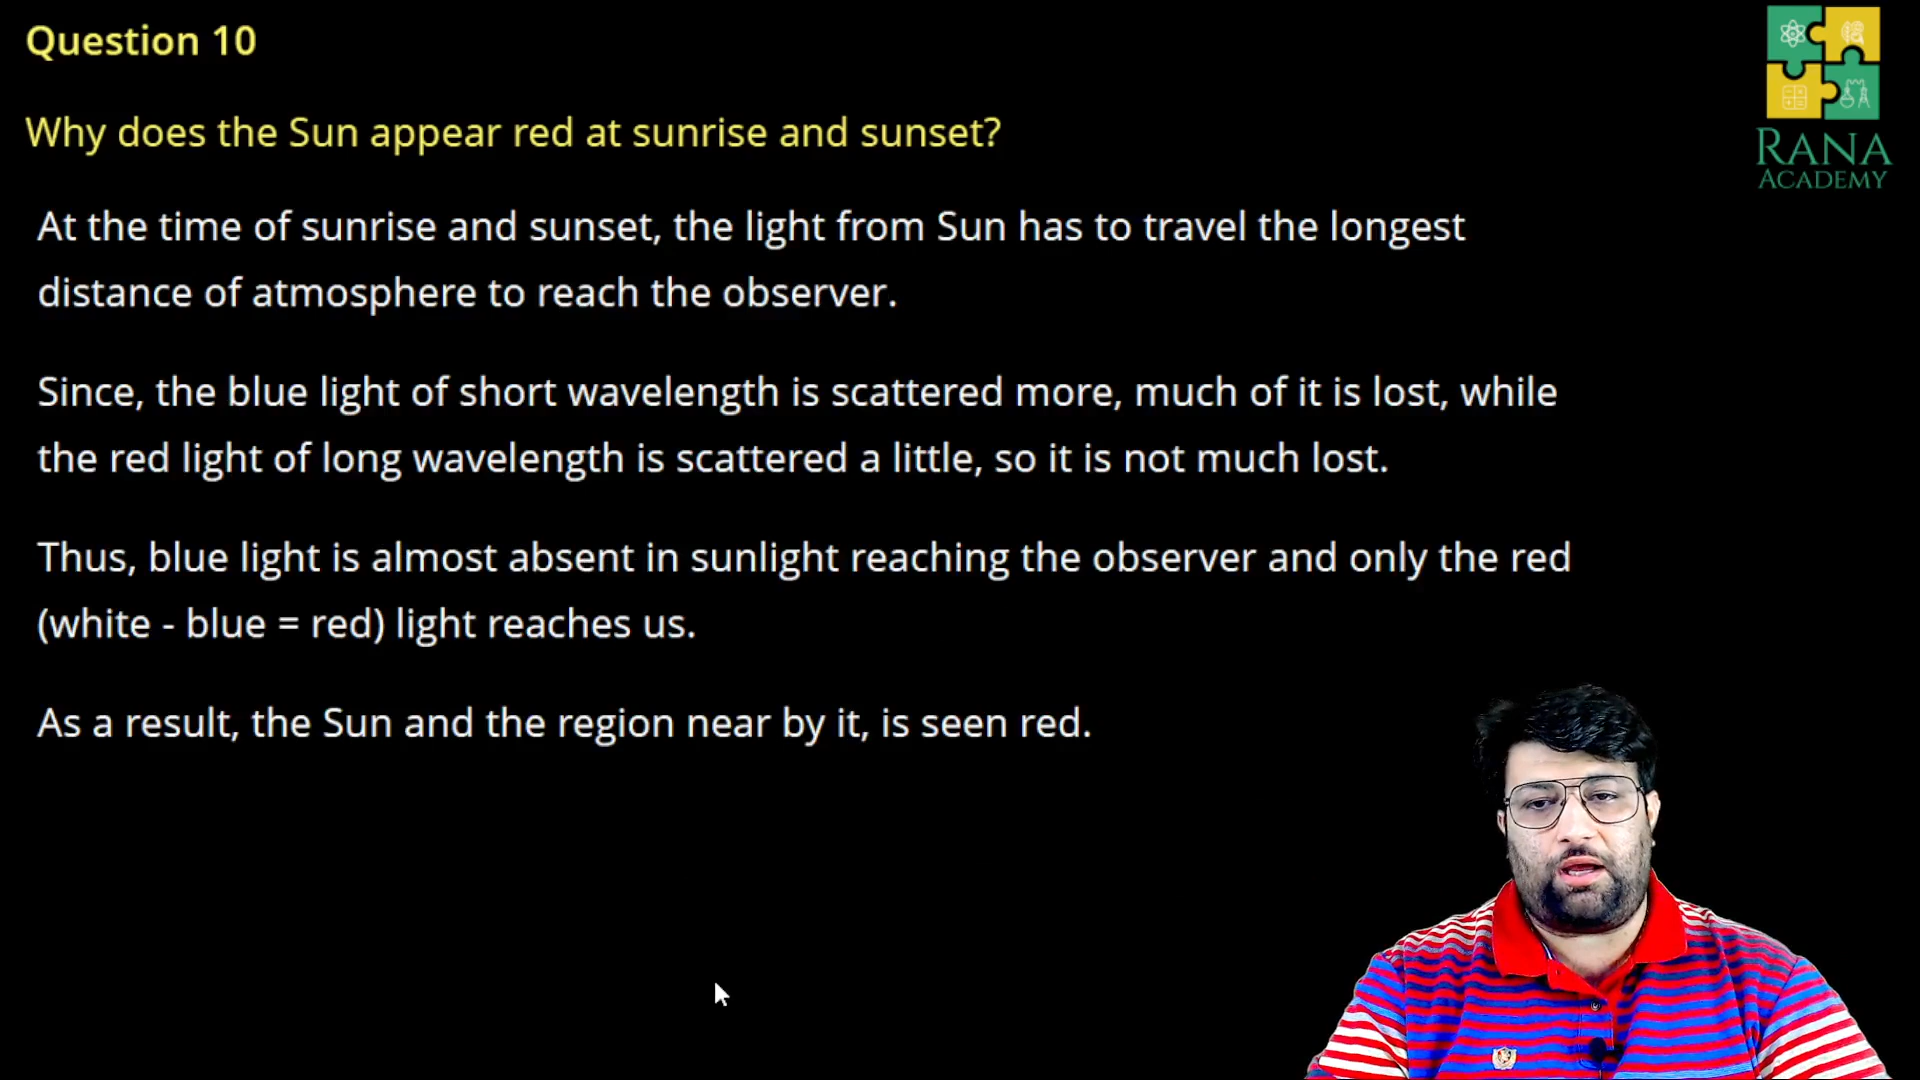 Question 10
Why does the Sun appear red at sunrise and sunset?
At the time of sunrise and sunset, the light from Sun has to travel the longest
distance of atmosphere to reach the observer.
Since, the blue light of short wavelength is scattered more, much of it is lost, while
the red light of long wavelength is scattered a little, so it is not much lost.
Thus, blue light is almost absent in sunlight reaching the observer and only the red
(white - blue = red) light reaches us.
As a result, the Sun and the region near by it, is seen red.
RANA
ACADEMY